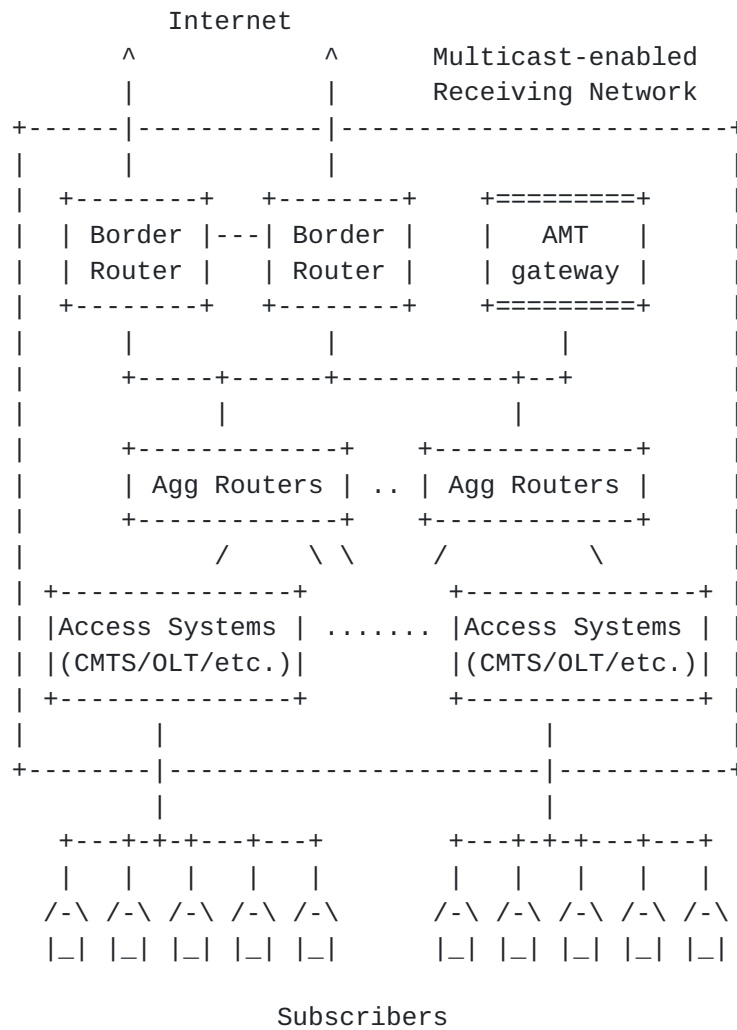 Internet
Multicast-enabled
Receiving Network
Border Border AMT
Router Router gateway
Agg Routers .. Agg Routers
Access Systems ....... Access Systems
(CMTS/OLT/etc.) (CMTS/OLT/etc.)
Subscribers